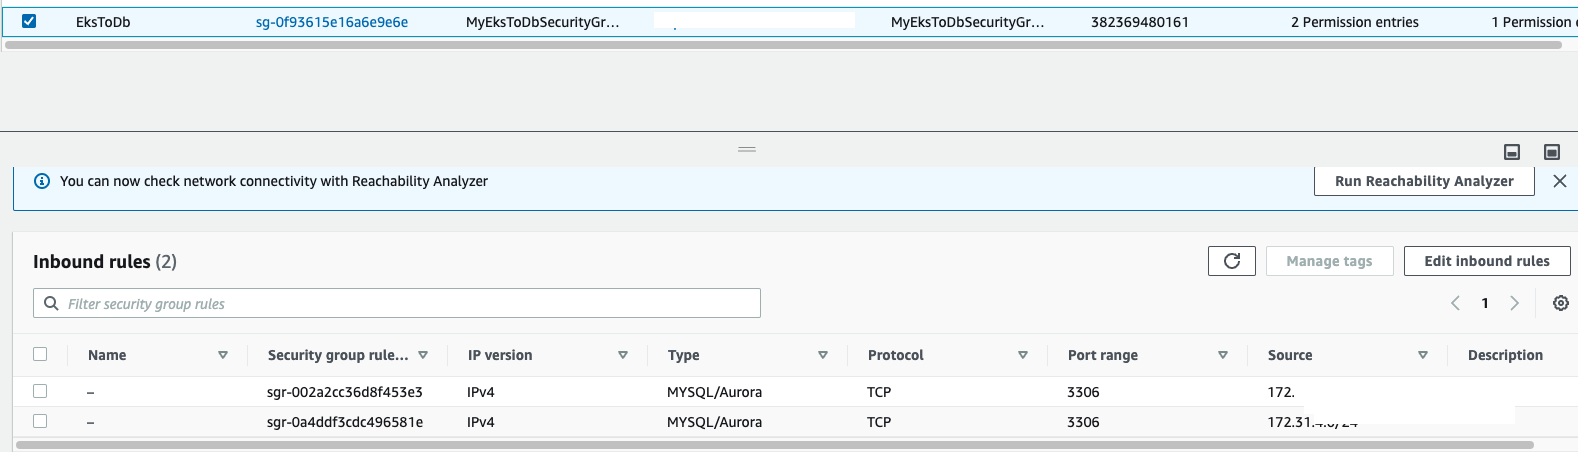 EksToDb sg-0f93615e16a6e9e6e MyEksToDbSecurityGr... MyEksToDbSecurityGr... 382369480161 2 Permission entries 1 Permission
You can now check network connectivity with Reachability Analyzer Run Reachability Analyzer
Inbound rules (2) Manage tags Edit inbound rules
Filter security group rules 1
Name Security group rule... IP version Type Protocol Port range Source Description
– sgr-002a2cc36d8f453e3 IPv4 MYSQL/Aurora TCP 3306 172.
– sgr-0a4ddf3cdc496581e IPv4 MYSQL/Aurora TCP 3306